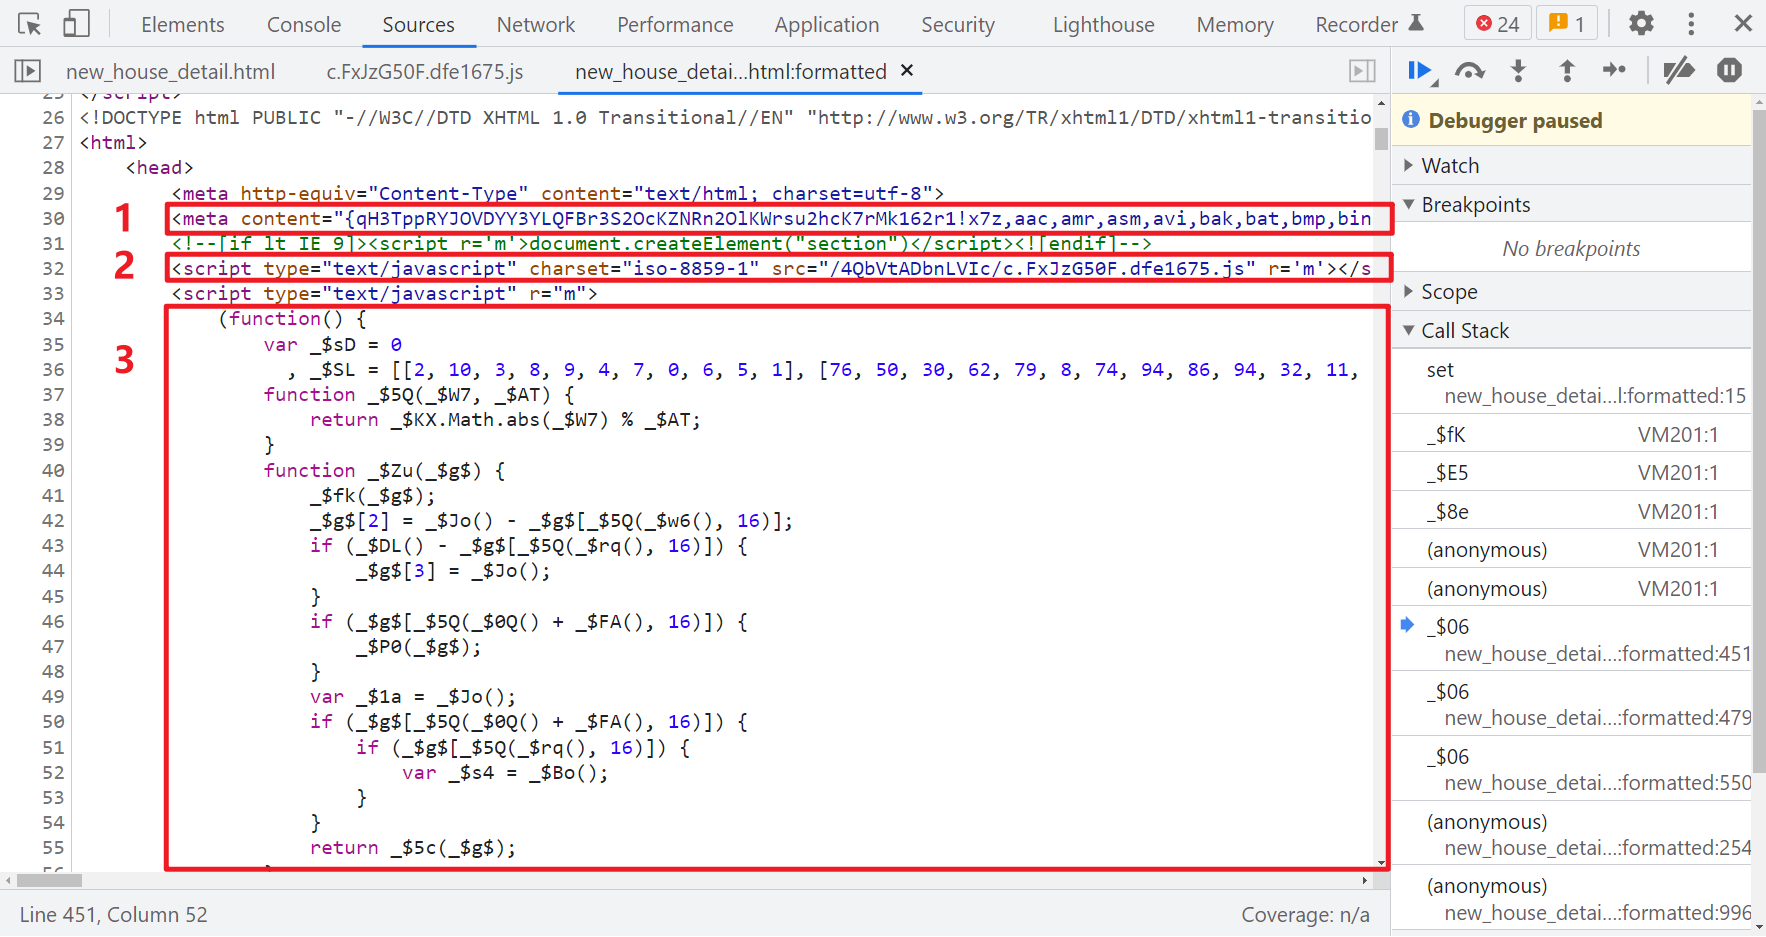 Elements Console Sources Network Performance Memory Application Security Lighthouse Memory Recorder 24 1
new_house_detail.html c.FxJzG50F.dfe1675.js new_house_detai...html:formatted ×
25 </script>
26 <!DOCTYPE html PUBLIC "-//W3C//DTD XHTML 1.0 Transitional//EN" "http://www.w3.org/TR/xhtml1/DTD/xhtml1-transitio
27 <html>
28 <head>
29 <meta http-equiv="Content-Type" content="text/html; charset=utf-8">
1
30 <meta content="{qH3TppRYJOVDYY3YLQFBr3S2OcKZNRn2OlKWrsu2hcK7rMk162r1!x7z,aac,amr,asm,avi,bak,bat,bmp,bin
31 <!--[if lt IE 9]><script r='m'>document.createElement("section")</script><![endif]-->
2
32 <script type="text/javascript" charset="iso-8859-1" src="/4QbVtADbnLVIc/c.FxJzG50F.dfe1675.js" r='m'></s
33 <script type="text/javascript" r="m">
34 (function() {
3
35 var _$sD = 0
36 , _$SL = [[2, 10, 3, 8, 9, 4, 7, 0, 6, 5, 1], [76, 50, 30, 62, 79, 8, 74, 94, 86, 94, 32, 11,
37 function _$5Q(_$W7, _$AT) {
38 return _$KX.Math.abs(_$W7) % _$AT;
39 }
40 function _$Zu(_$g$) {
41 _$fk(_$g$);
42 _$g$[2] = _$Jo() - _$g$[_$5Q(_$w6(), 16)];
43 if (_$DL() - _$g$[_$5Q(_$rq(), 16)]) {
44 _$g$[3] = _$Jo();
45 }
46 if (_$g$[_$5Q(_$0Q() + _$FA(), 16)]) {
47 _$P0(_$g$);
48 }
49 var _$1a = _$Jo();
50 if (_$g$[_$5Q(_$0Q() + _$FA(), 16)]) {
51 if (_$g$[_$5Q(_$rq(), 16)]) {
52 var _$s4 = _$Bo();
53 }
54 }
55 return _$5c(_$g$);
56 }
Line 451, Column 52 Coverage: n/a
Debugger paused
Watch
Breakpoints
No breakpoints
Scope
Call Stack
set
new_house_detai...l:formatted:15
_$fK VM201:1
_$E5 VM201:1
_$8e VM201:1
(anonymous) VM201:1
(anonymous) VM201:1
_$06
new_house_detai...:formatted:451
_$06
new_house_detai...:formatted:479
_$06
new_house_detai...:formatted:550
(anonymous)
new_house_detai...:formatted:254
(anonymous)
new_house_detai...:formatted:996